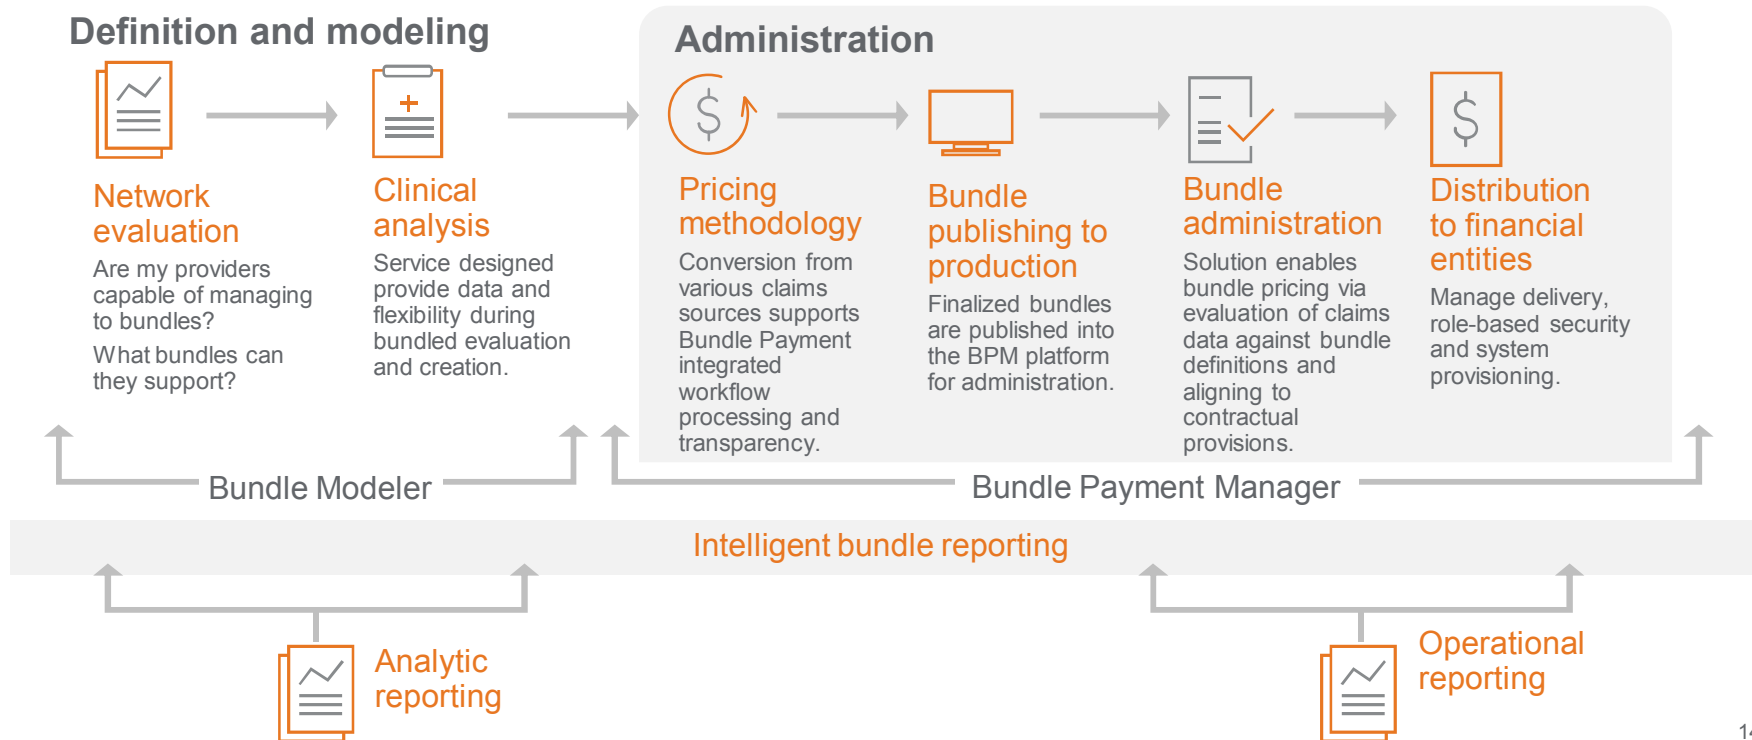 Definition and modeling
Network
evaluation
Are my providers
capable of managing
to bundles?
What bundles can
they support?
Clinical
analysis
Service designed
provide data and
flexibility during
bundled evaluation
and creation.
Administration
$
Pricing
methodology
Conversion from
various claims
sources supports
Bundle Payment
integrated
workflow
processing and
transparency.
Bundle
publishing to
production
Finalized bundles
are published into
the BPM platform
for administration.
Bundle
administration
Solution enables
bundle pricing via
evaluation of claims
data against bundle
definitions and
aligning to
contractual
provisions.
$
Distribution
to financial
entities
Manage delivery,
role-based security
and system
provisioning.
Bundle Modeler
Bundle Payment Manager
Intelligent bundle reporting
Analytic
reporting
Operational
reporting